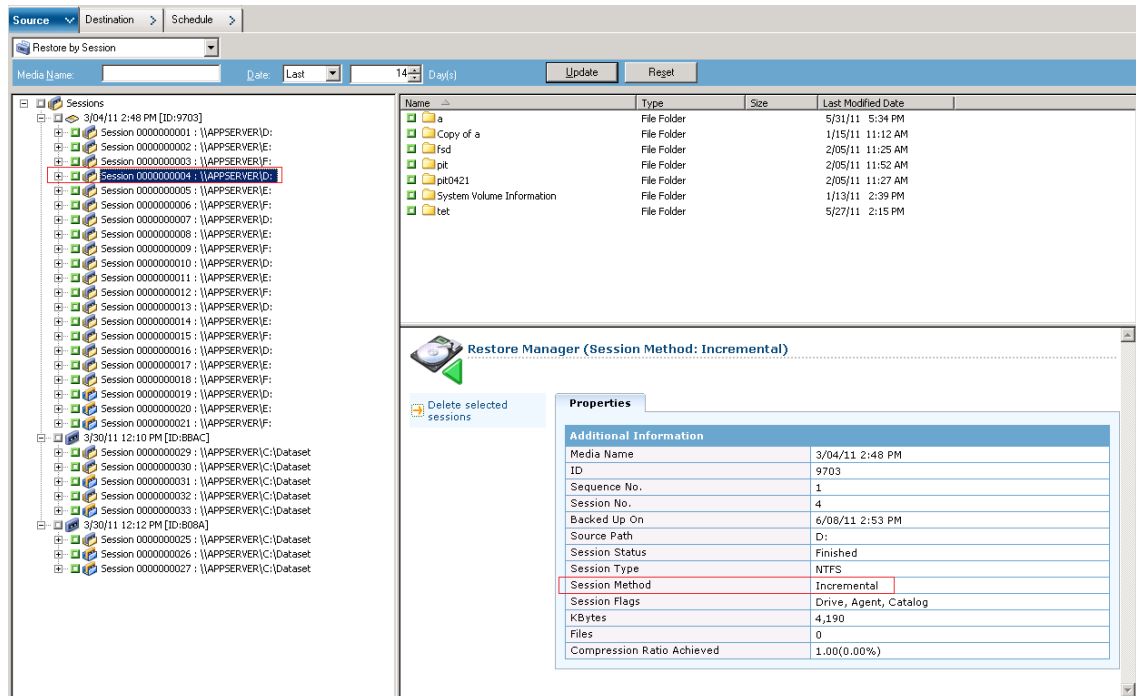 Source Destination Schedule
Restore by Session
Media Name: Date: Last 14 Day(s) Update Reset
Sessions
3/04/11 2:48 PM [ID:9703]
Session 0000000001 : \\APPSERVER\D:
Session 0000000002 : \\APPSERVER\E:
Session 0000000003 : \\APPSERVER\F:
Session 0000000004 : \\APPSERVER\D:
Session 0000000005 : \\APPSERVER\E:
Session 0000000006 : \\APPSERVER\F:
Session 0000000007 : \\APPSERVER\D:
Session 0000000008 : \\APPSERVER\E:
Session 0000000009 : \\APPSERVER\F:
Session 0000000010 : \\APPSERVER\D:
Session 0000000011 : \\APPSERVER\E:
Session 0000000012 : \\APPSERVER\F:
Session 0000000013 : \\APPSERVER\D:
Session 0000000014 : \\APPSERVER\E:
Session 0000000015 : \\APPSERVER\F:
Session 0000000016 : \\APPSERVER\D:
Session 0000000017 : \\APPSERVER\E:
Session 0000000018 : \\APPSERVER\F:
Session 0000000019 : \\APPSERVER\D:
Session 0000000020 : \\APPSERVER\E:
Session 0000000021 : \\APPSERVER\F:
3/30/11 12:10 PM [ID:BBAC]
Session 0000000029 : \\APPSERVER\C:\Dataset
Session 0000000030 : \\APPSERVER\C:\Dataset
Session 0000000031 : \\APPSERVER\C:\Dataset
Session 0000000032 : \\APPSERVER\C:\Dataset
Session 0000000033 : \\APPSERVER\C:\Dataset
3/30/11 12:12 PM [ID:B08A]
Session 0000000025 : \\APPSERVER\C:\Dataset
Session 0000000026 : \\APPSERVER\C:\Dataset
Session 0000000027 : \\APPSERVER\C:\Dataset
Name Type Size Last Modified Date
a File Folder 5/31/11 5:34 PM
Copy of a File Folder 1/15/11 11:12 AM
fsd File Folder 2/05/11 11:25 AM
pit File Folder 2/05/11 11:52 AM
pit0421 File Folder 2/05/11 11:27 AM
System Volume Information File Folder 1/13/11 2:39 PM
tet File Folder 5/27/11 2:15 PM
Restore Manager (Session Method: Incremental)
Delete selected
sessions
Properties
Additional Information
Media Name 3/04/11 2:48 PM
ID 9703
Sequence No. 1
Session No. 4
Backed Up On 6/08/11 2:53 PM
Source Path D:
Session Status Finished
Session Type NTFS
Session Method Incremental
Session Flags Drive, Agent, Catalog
KBytes 4,190
Files 0
Compression Ratio Achieved 1.00(0.00%)